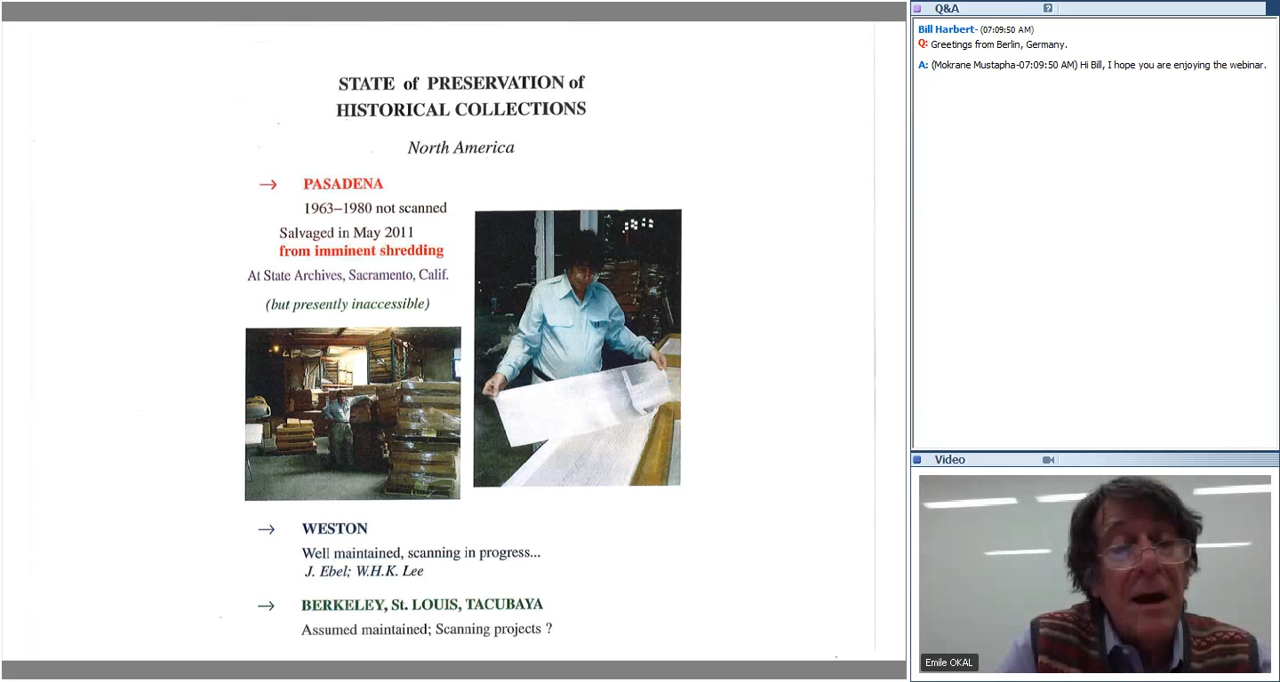 STATE of PRESERVATION of
HISTORICAL COLLECTIONS
North America
→ PASADENA
1963–1980 not scanned
Salvaged in May 2011
from imminent shredding
At State Archives, Sacramento, Calif.
(but presently inaccessible)
→ WESTON
Well maintained, scanning in progress...
J. Ebel; W.H.K. Lee
→ BERKELEY, St. LOUIS, TACUBAYA
Assumed maintained; Scanning projects ?
Q&A
?
Bill Harbert- (07:09:50 AM)
Q: Greetings from Berlin, Germany.
A: (Mokrane Mustapha-07:09:50 AM) Hi Bill, I hope you are enjoying the webinar.
Video
Emile OKAL